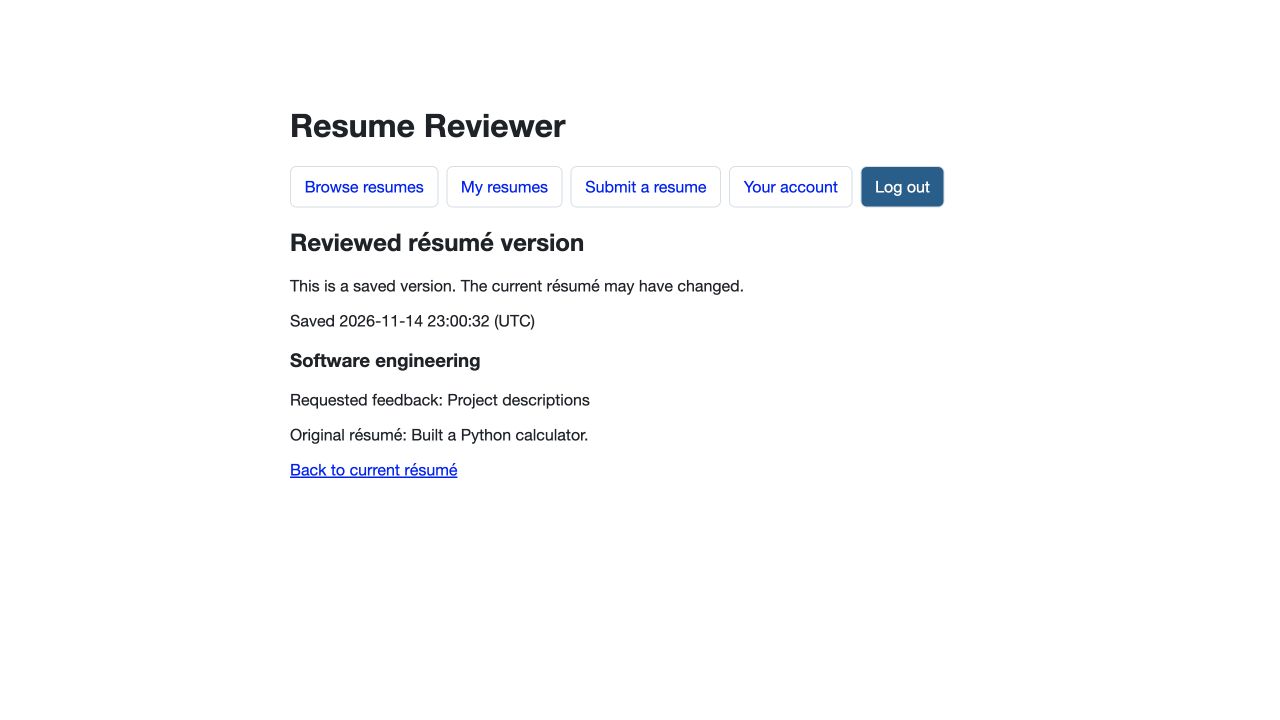 Resume Reviewer
Browse resumes
My resumes
Submit a resume
Your account
Log out
Reviewed résumé version
This is a saved version. The current résumé may have changed.
Saved 2026-11-14 23:00:32 (UTC)
Software engineering
Requested feedback: Project descriptions
Original résumé: Built a Python calculator.
Back to current résumé